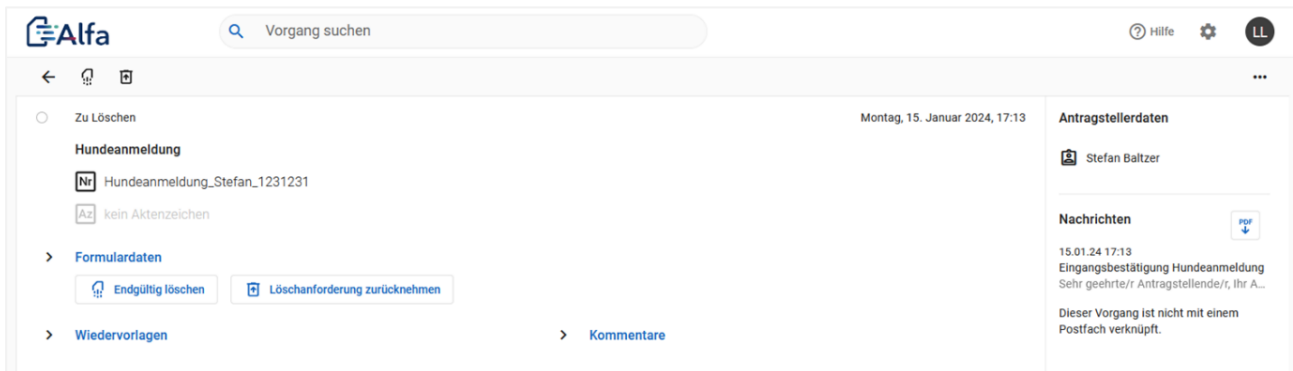 Alfa
Vorgang suchen
Hilfe
LL
Zu Löschen
Montag, 15. Januar 2024, 17:13
Hundeanmeldung
Nr Hundeanmeldung_Stefan_1231231
Az kein Aktenzeichen
Formulardaten
Endgültig löschen
Löschanforderung zurücknehmen
Wiedervorlagen
Kommentare
Antragstellerdaten
Stefan Baltzer
Nachrichten
PDF
15.01.24 17:13
Eingangsbestätigung Hundeanmeldung
Sehr geehrte/r Antragstellende/r, Ihr A...
Dieser Vorgang ist nicht mit einem
Postfach verknüpft.